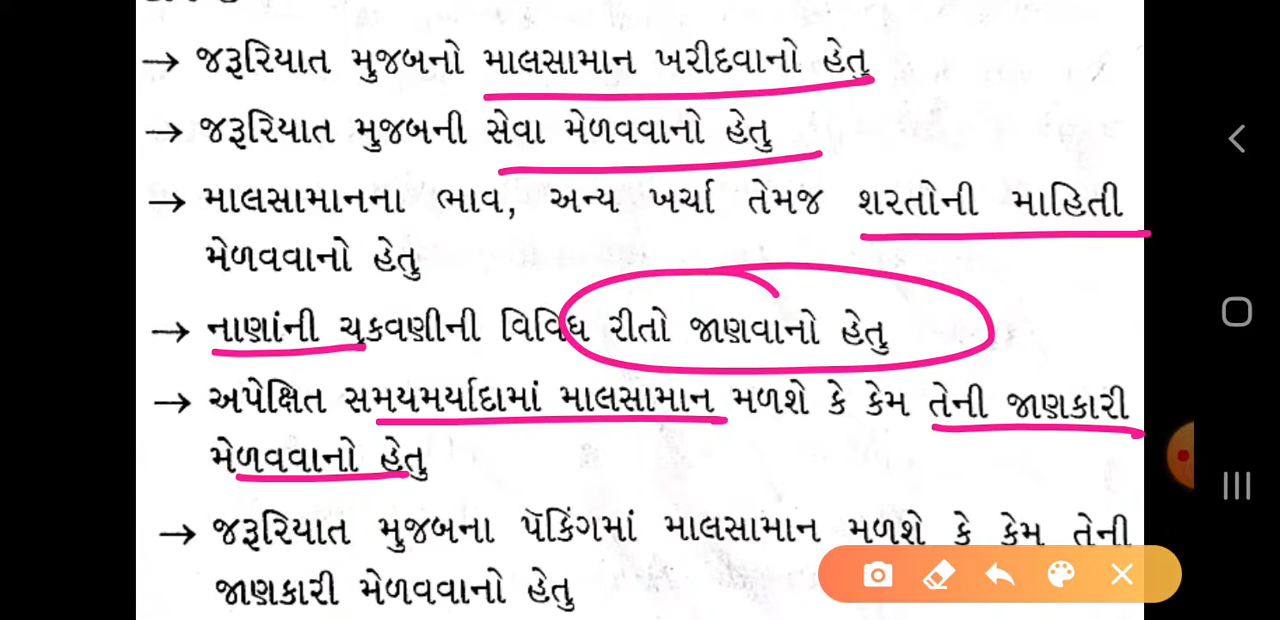 → જરૂરિયાત મુજબનો માલસામાન ખરીદવાનો હેતુ
→ જરૂરિયાત મુજબની સેવા મેળવવાનો હેતુ
→ માલસામાનના ભાવ, અન્ય ખર્ચા તેમજ શરતોની માહિતી
મેળવવાનો હેતુ
→ નાણાંની ચૂકવણીની વિવિધ રીતો જાણવાનો હેતુ
→ અપેક્ષિત સમયમર્યાદામાં માલસામાન મળશે કે કેમ તેની જાણકારી
મેળવવાનો હેતુ
→ જરૂરિયાત મુજબના પૅકિંગમાં માલસામાન મળશે કે કેમ તેની
જાણકારી મેળવવાનો હેતુ